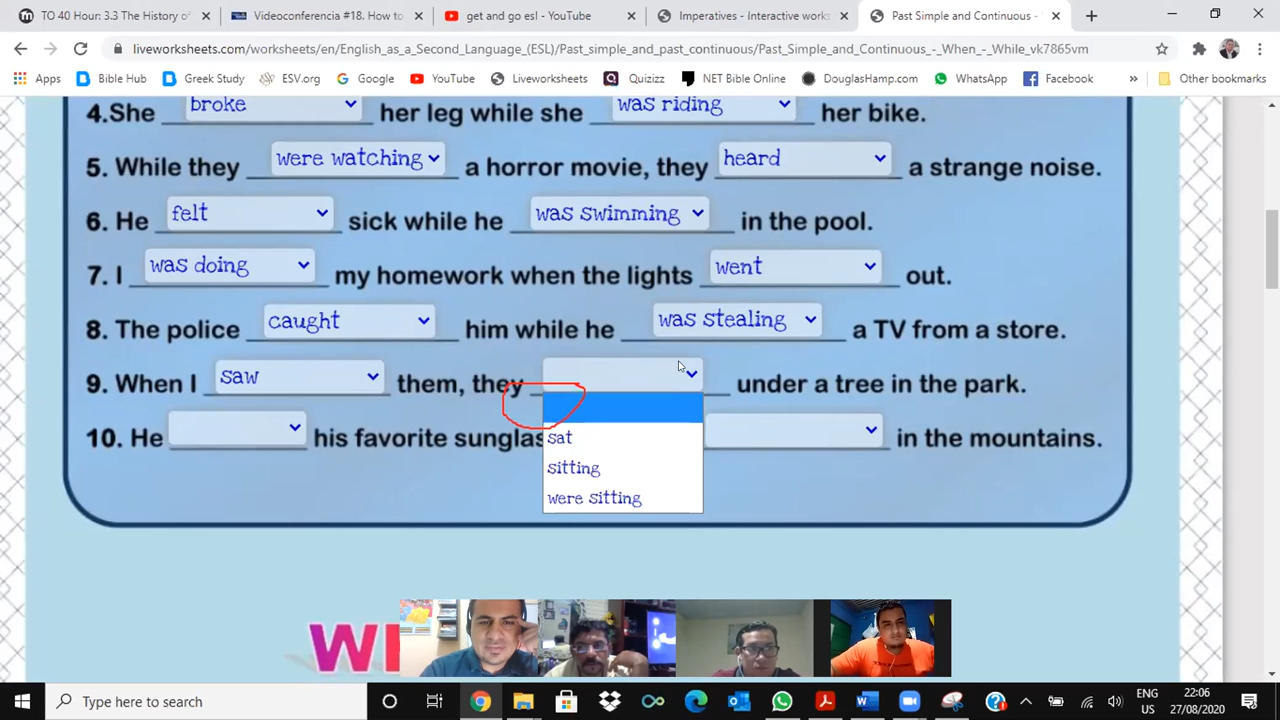 TO 40 Hour: 3.3 The History o
Videoconferencia #18. How to
get and go esl - YouTube
Imperatives - Interactive works
Past Simple and Continuous -
liveworksheets.com/worksheets/en/English_as_a_Second_Language_(ESL)/Past_simple_and_past_continuous/Past_Simple_and_Continuous_-_When_-_While_vk7865vm
Apps Bible Hub Greek Study ESV.org Google YouTube Liveworksheets Quizizz NET Bible Online DouglasHamp.com WhatsApp Facebook » Other bookmarks
4.She broke her leg while she was riding her bike.
5. While they were watching a horror movie, they heard a strange noise.
6. He felt sick while he was swimming in the pool.
7. I was doing my homework when the lights went out.
8. The police caught him while he was stealing a TV from a store.
9. When I saw them, they under a tree in the park.
10. He his favorite sunglas in the mountains.
sat
sitting
were sitting
Type here to search
ENG 22:06
US 27/08/2020